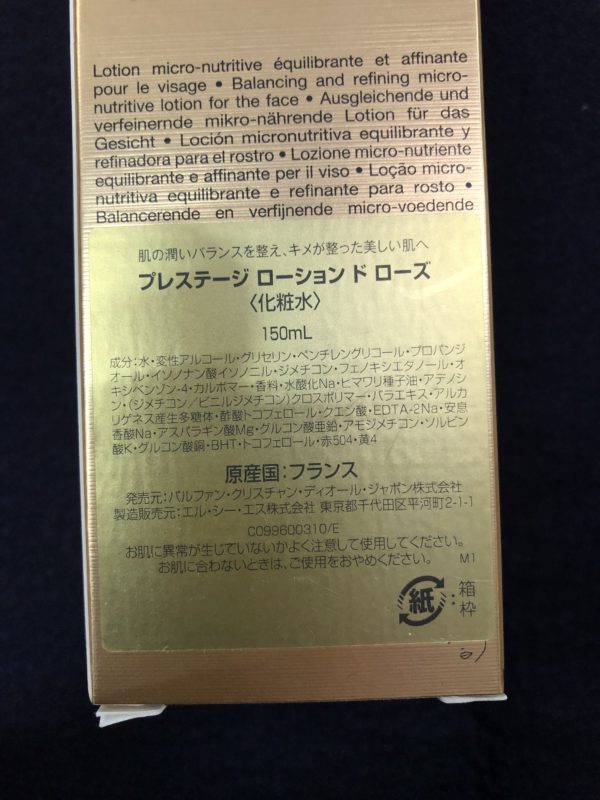 Lotion micro-nutritive équilibrante et affinante
pour le visage • Balancing and refining micro-
nutritive lotion for the face • Ausgleichende und
verfeinernde mikro-nährende Lotion für das
Gesicht • Loción micronutritiva equilibrante y
refinadora para el rostro • Lozione micro-nutriente
equilibrante e affinante per il viso • Loção micro-
nutritiva equilibrante e refinante para rosto •
Balancerende en verfijnende micro-voedende
肌の潤いバランスを整え、キメが整った美しい肌へ
プレステージ ローション ド ローズ
〈化粧水〉
150mL
成分:水・変性アルコール・グリセリン・ペンチレングリコール・プロパンジ
オール・イソノナン酸イソノニル・ジメチコン・フェノキシエタノール・オ
キシベンゾン-4・カルボマー・香料・水酸化Na・ヒマワリ種子油・アデノシ
ン・(ジメチコン/ビニルジメチコン)クロスポリマー・バラエキス・アルカ
リゲネス産生多糖体・酢酸トコフェロール・クエン酸・EDTA-2Na・安息
香酸Na・アスパラギン酸Mg・グルコン酸亜鉛・アモジメチコン・ソルビン
酸K・グルコン酸銅・BHT・トコフェロール・赤504・黄4
原産国:フランス
発売元:パルファン・クリスチャン・ディオール・ジャポン株式会社
製造販売元:エル・シー・エス株式会社 東京都千代田区平河町2-1-1
C099600310/E
お肌に異常が生じていないかよく注意して使用してください。
お肌に合わないときは、ご使用をおやめください。 M1
紙:箱 枠